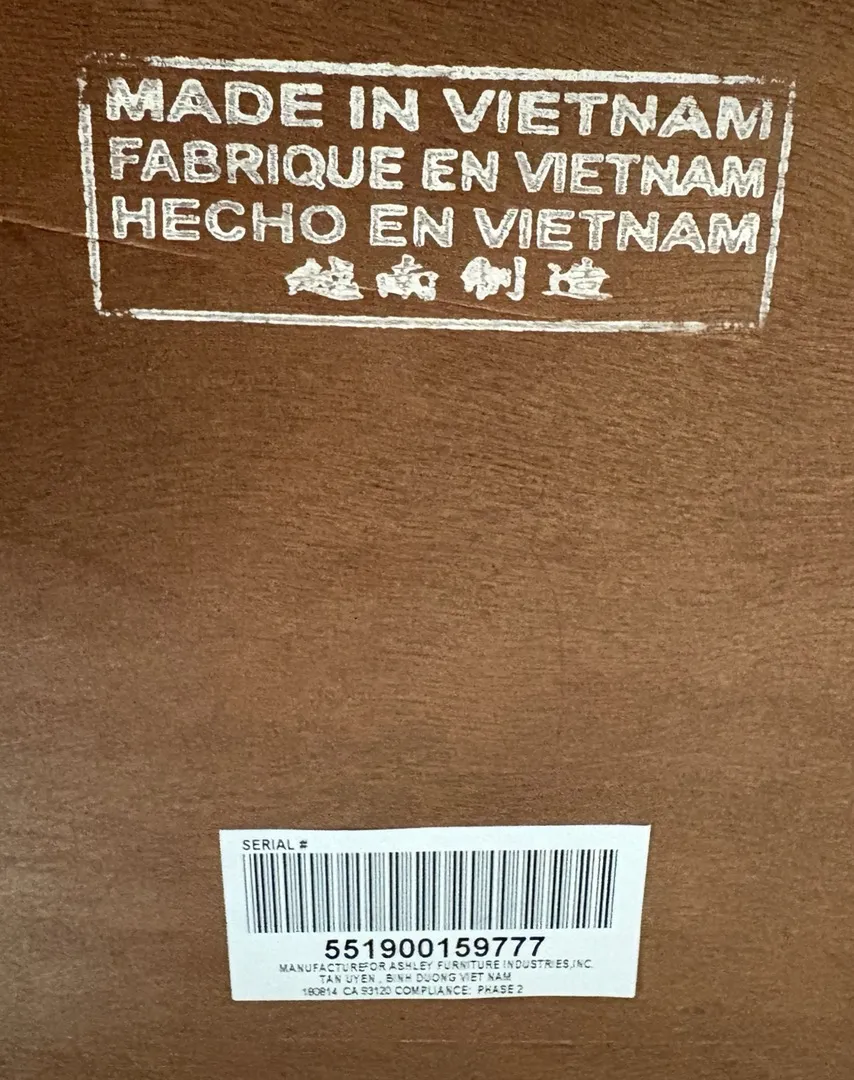 MADE IN VIETNAM
FABRIQUE EN VIETNAM
HECHO EN VIETNAM
越南制造
SERIAL #
551900159777
MANUFACTUREFOR ASHLEY FURNITURE INDUSTRIES,INC.
TAN UYEN , BINH DUONG VIET NAM
180814 CA 93120 COMPLIANCE: PHASE 2